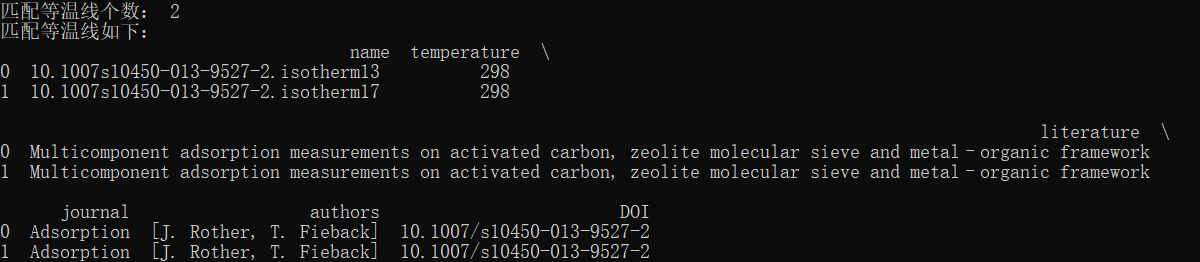 匹配等温线个数： 2
匹配等温线如下：
name temperature \
0 10.1007s10450-013-9527-2.isotherm13 298
1 10.1007s10450-013-9527-2.isotherm17 298
literature \
0 Multicomponent adsorption measurements on activated carbon, zeolite molecular sieve and metal–organic framework
1 Multicomponent adsorption measurements on activated carbon, zeolite molecular sieve and metal–organic framework
journal authors DOI
0 Adsorption [J. Rother, T. Fieback] 10.1007/s10450-013-9527-2
1 Adsorption [J. Rother, T. Fieback] 10.1007/s10450-013-9527-2